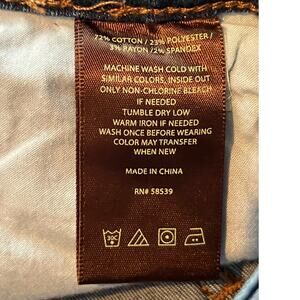 72% COTTON / 23% POLYESTER /
3% RAYON / 2% SPANDEX
MACHINE WASH COLD WITH
SIMILAR COLORS, INSIDE OUT
ONLY NON-CHLORINE BLEACH
IF NEEDED
TUMBLE DRY LOW
WARM IRON IF NEEDED
WASH ONCE BEFORE WEARING
COLOR MAY TRANSFER
WHEN NEW
MADE IN CHINA
RN# 58539
30C